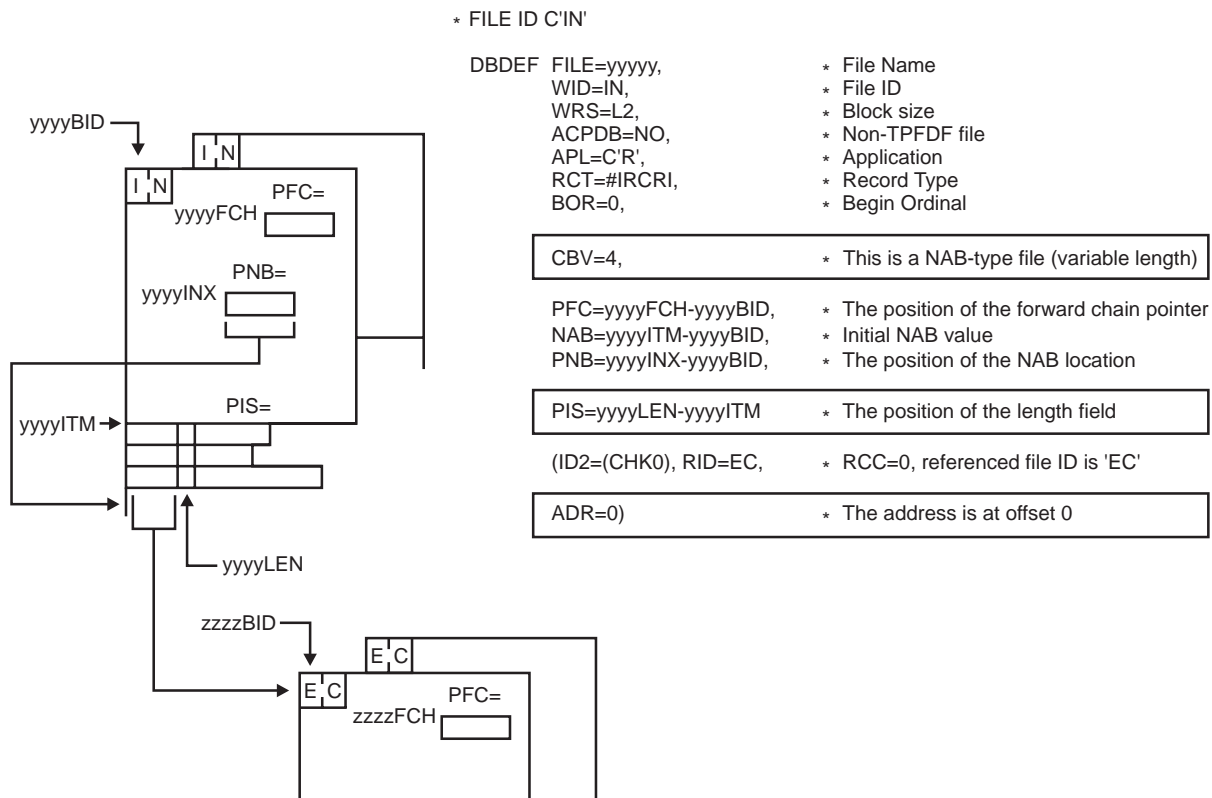 * FILE ID C'IN'
DBDEF FILE=yyyyy, * File Name
WID=IN, * File ID
WRS=L2, * Block size
ACPDB=NO, * Non-TPFDF file
APL=C'R', * Application
RCT=#IRCRI, * Record Type
BOR=0, * Begin Ordinal
CBV=4, * This is a NAB-type file (variable length)
PFC=yyyyFCH-yyyyBID, * The position of the forward chain pointer
NAB=yyyyITM-yyyyBID, * Initial NAB value
PNB=yyyyINX-yyyyBID, * The position of the NAB location
PIS=yyyyLEN-yyyyITM * The position of the length field
(ID2=(CHK0), RID=EC, * RCC=0, referenced file ID is 'EC'
ADR=0) * The address is at offset 0
yyyyBID
I N
I N
PFC=
yyyyFCH
PNB=
yyyyINX
PIS=
yyyyITM
yyyyLEN
zzzzBID
E C
E C
PFC=
zzzzFCH